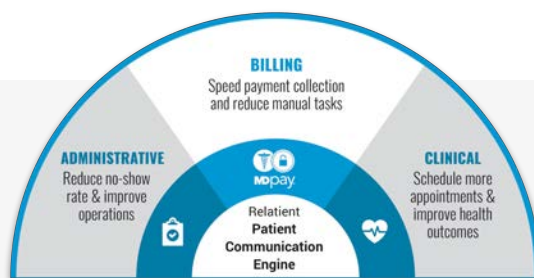 BILLING
Speed payment collection
and reduce manual tasks
ADMINISTRATIVE
Reduce no-show
rate & improve
operations
MDpay
CLINICAL
Schedule more
appointments &
improve health
outcomes
Relatient
Patient
Communication
Engine